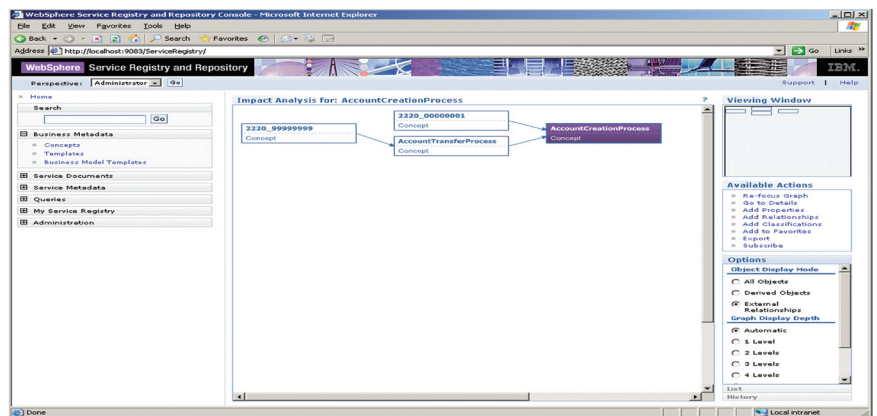 WebSphere Service Registry and Repository Console - Microsoft Internet Explorer
File Edit View Favorites Tools Help
Back Search Favorites
Address http://localhost:9083/ServiceRegistry/ Go Links »
WebSphere Service Registry and Repository IBM.
Perspective: Administrator Go Support | Help
Home
Search
Go
Business Metadata
Concepts
Templates
Business Model Templates
Service Documents
Service Metadata
Queries
My Service Registry
Administration
Impact Analysis for: AccountCreationProcess ?
2220_99999999
Concept
2220_00000001
Concept
AccountTransferProcess
Concept
AccountCreationProcess
Concept
Viewing Window
Available Actions
Re-focus Graph
Go to Details
Add Properties
Add Relationships
Add Classifications
Add to Favorites
Export
Subscribe
Options
Object Display Mode
All Objects
Derived Objects
External
Relationships
Graph Display Depth
Automatic
1 Level
2 Levels
3 Levels
4 Levels
List
History
Done Local intranet